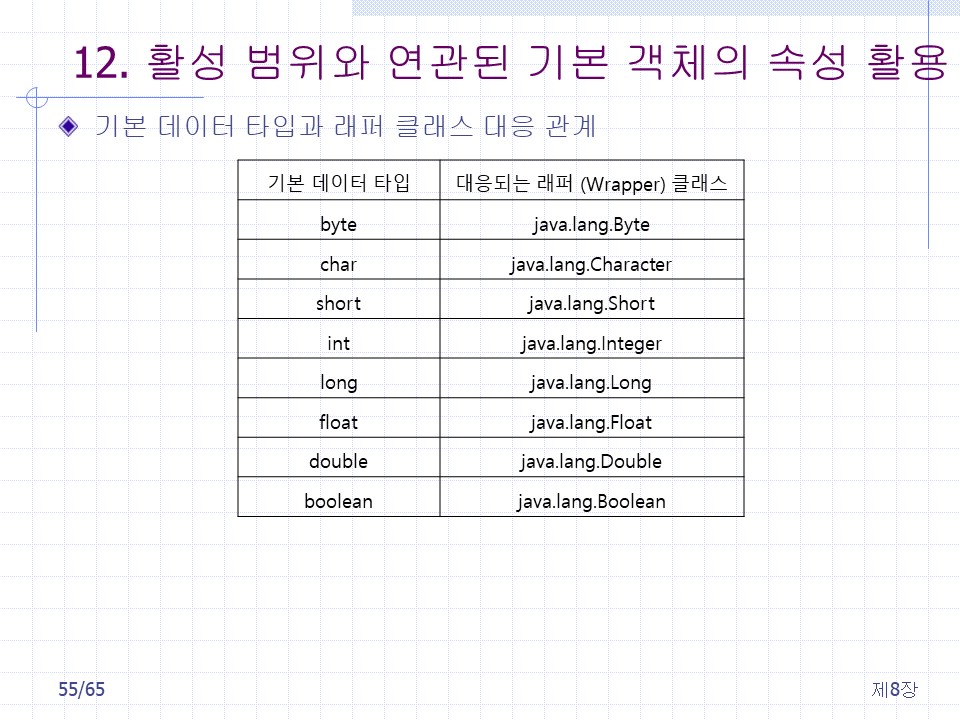 12. 활성 범위와 연관된 기본 객체의 속성 활용
기본 데이터 타입과 래퍼 클래스 대응 관계
기본 데이터 타입 대응되는 래퍼 (Wrapper) 클래스
byte java.lang.Byte
char java.lang.Character
short java.lang.Short
int java.lang.Integer
long java.lang.Long
float java.lang.Float
double java.lang.Double
boolean java.lang.Boolean
55/65 제8장